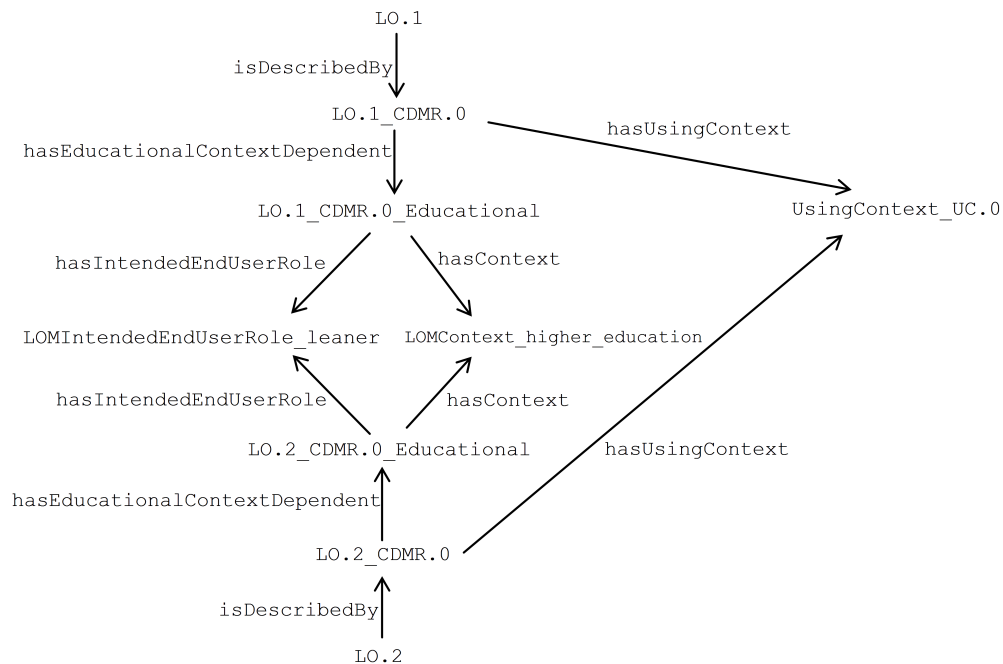 LO.1
isDescribedBy
LO.1_CDMR.0
hasUsingContext
hasEducationalContextDependent
LO.1_CDMR.0_Educational
UsingContext_UC.0
hasIntendedEndUserRole
hasContext
LOMIntendedEndUserRole_leaner
LOMContext_higher_education
hasIntendedEndUserRole
hasContext
LO.2_CDMR.0_Educational
hasUsingContext
hasEducationalContextDependent
LO.2_CDMR.0
isDescribedBy
LO.2